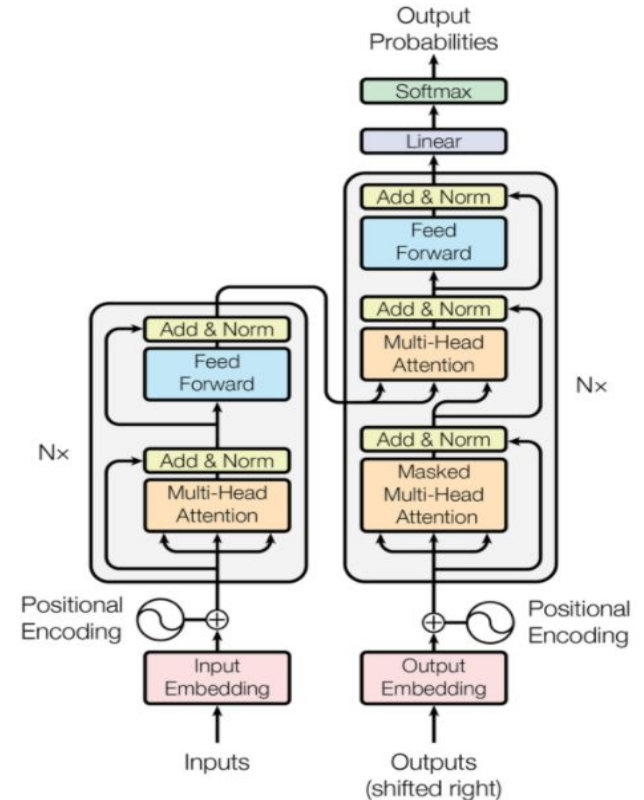 Output
Probabilities
Softmax
Linear
Add & Norm
Feed
Forward
Add & Norm
Multi-Head
Attention
Add & Norm
Masked
Multi-Head
Attention
Nx
Positional
Encoding
Output
Embedding
Outputs
(shifted right)
Add & Norm
Feed
Forward
Add & Norm
Multi-Head
Attention
Nx
Positional
Encoding
Input
Embedding
Inputs